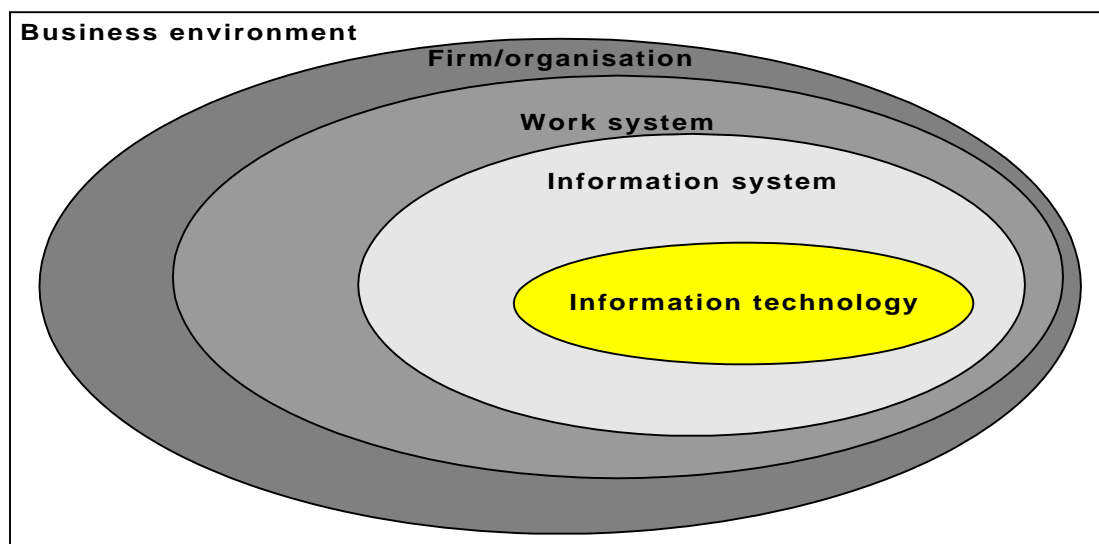 Business environment
Firm/organisation
Work system
Information system
Information technology